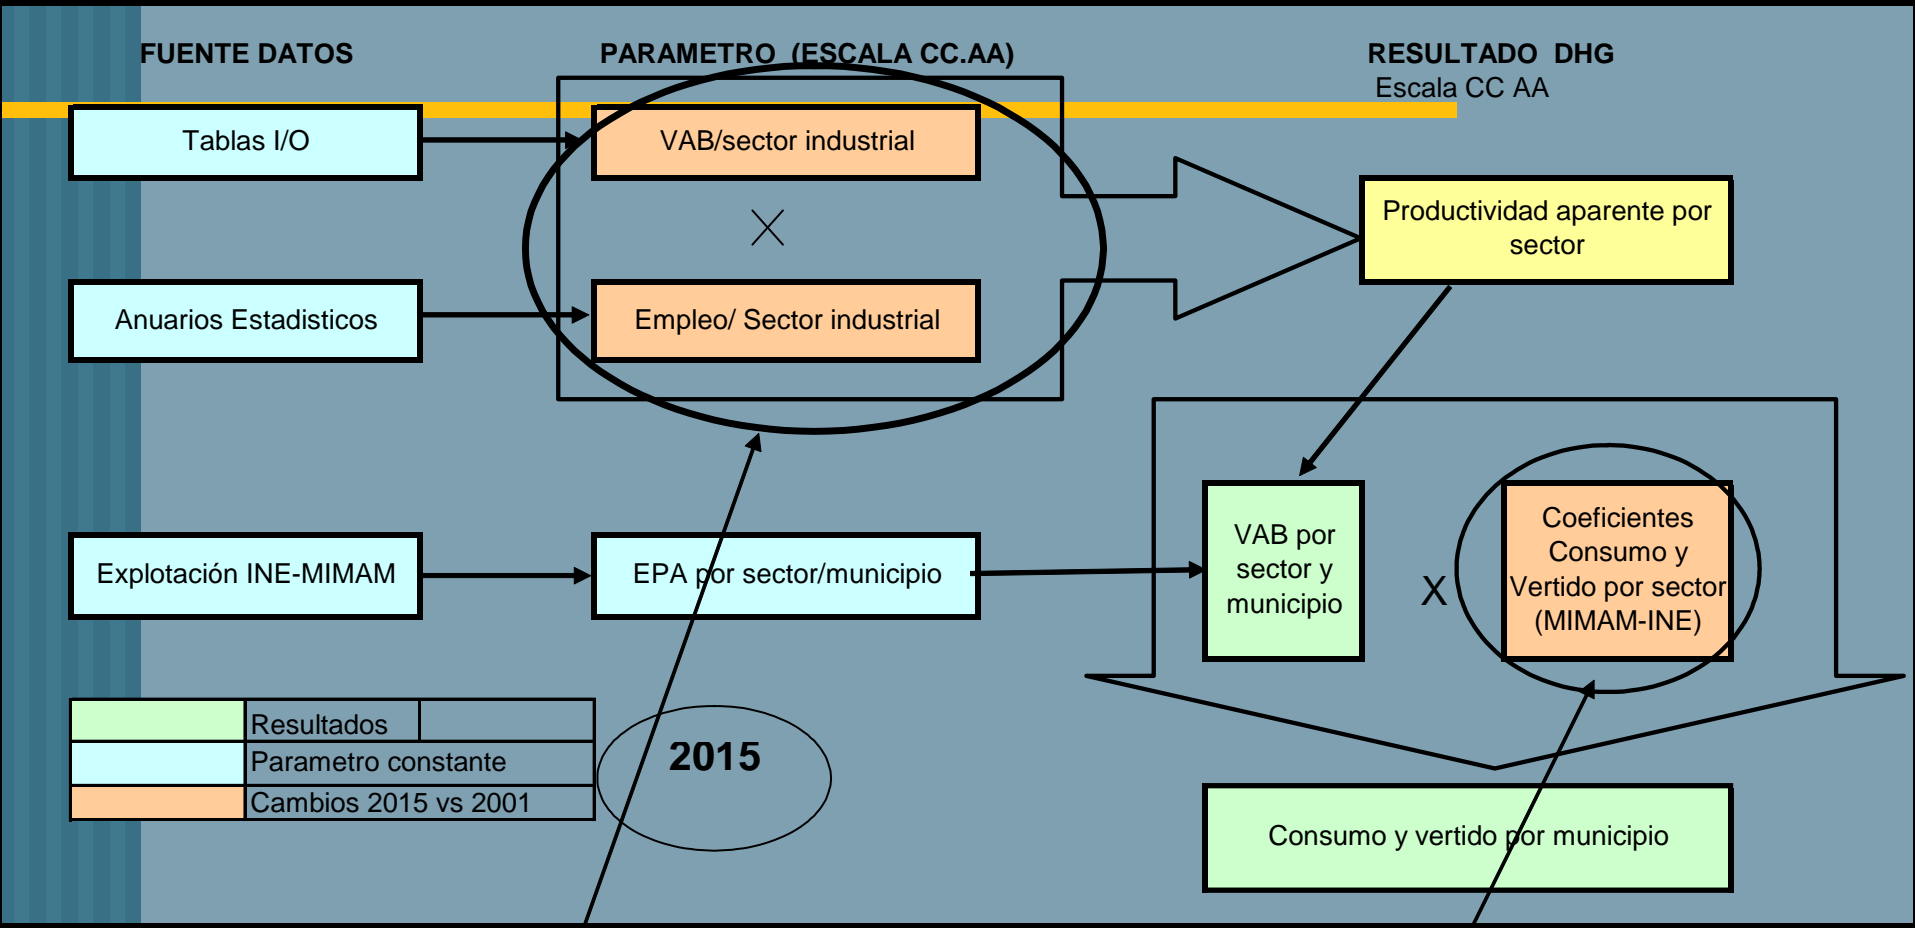 FUENTE DATOS
PARAMETRO (ESCALA CC.AA)
RESULTADO DHG
Escala CC AA
Tablas I/O
VAB/sector industrial
X
Productividad aparente por
sector
Anuarios Estadisticos
Empleo/ Sector industrial
Explotación INE-MIMAM
EPA por sector/municipio
VAB por
sector y
municipio
X
Coeficientes
Consumo y
Vertido por sector
(MIMAM-INE)
Resultados
Parametro constante
Cambios 2015 vs 2001
2015
Consumo y vertido por municipio